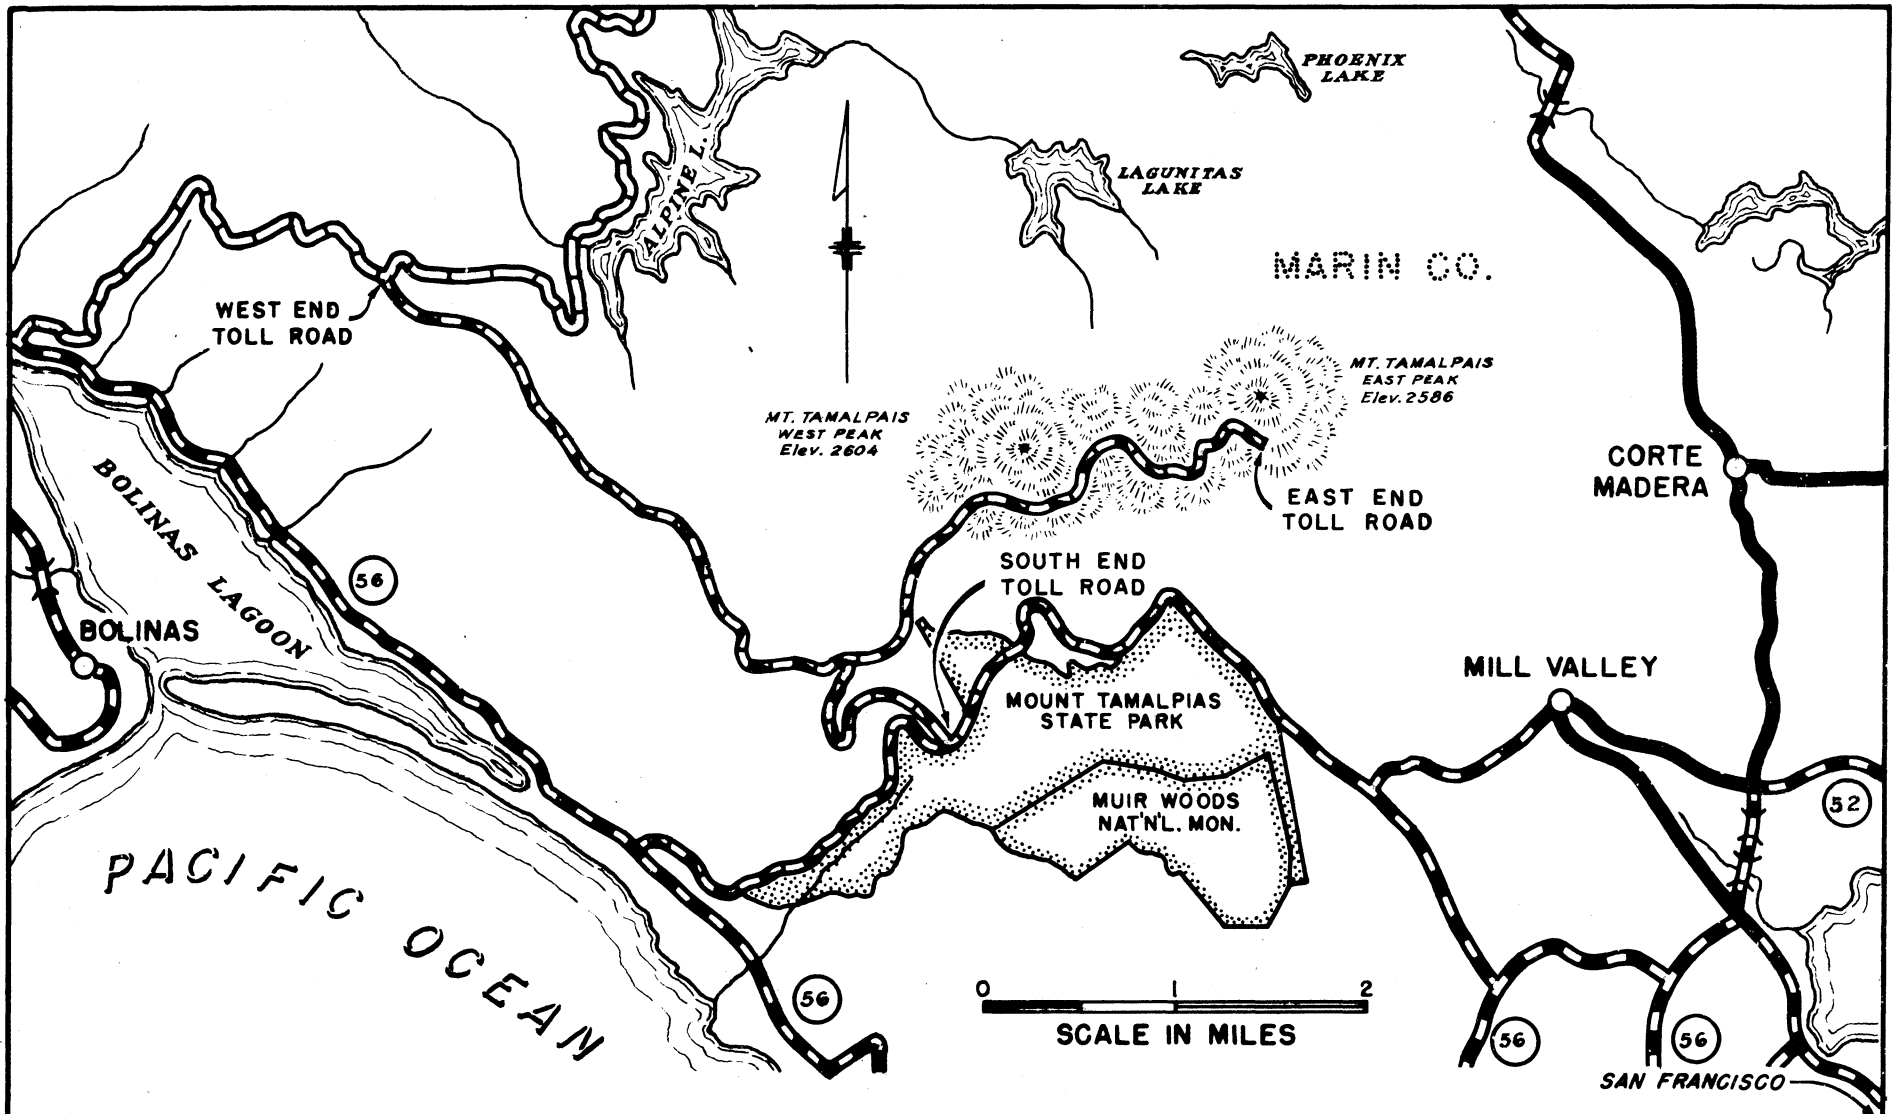 PHOENIX
LAKE
ALPINE L.
LAGUNITAS
LAKE
MARIN CO.
WEST END
TOLL ROAD
MT. TAMALPAIS
EAST PEAK
Elev. 2586
MT. TAMALPAIS
WEST PEAK
Elev. 2604
CORTE
MADERA
EAST END
TOLL ROAD
BOLINAS LAGOON
SOUTH END
TOLL ROAD
56
BOLINAS
MILL VALLEY
MOUNT TAMALPIAS
STATE PARK
MUIR WOODS
NAT'N'L. MON.
52
PACIFIC OCEAN
56
0 1 2
SCALE IN MILES
56
56
SAN FRANCISCO